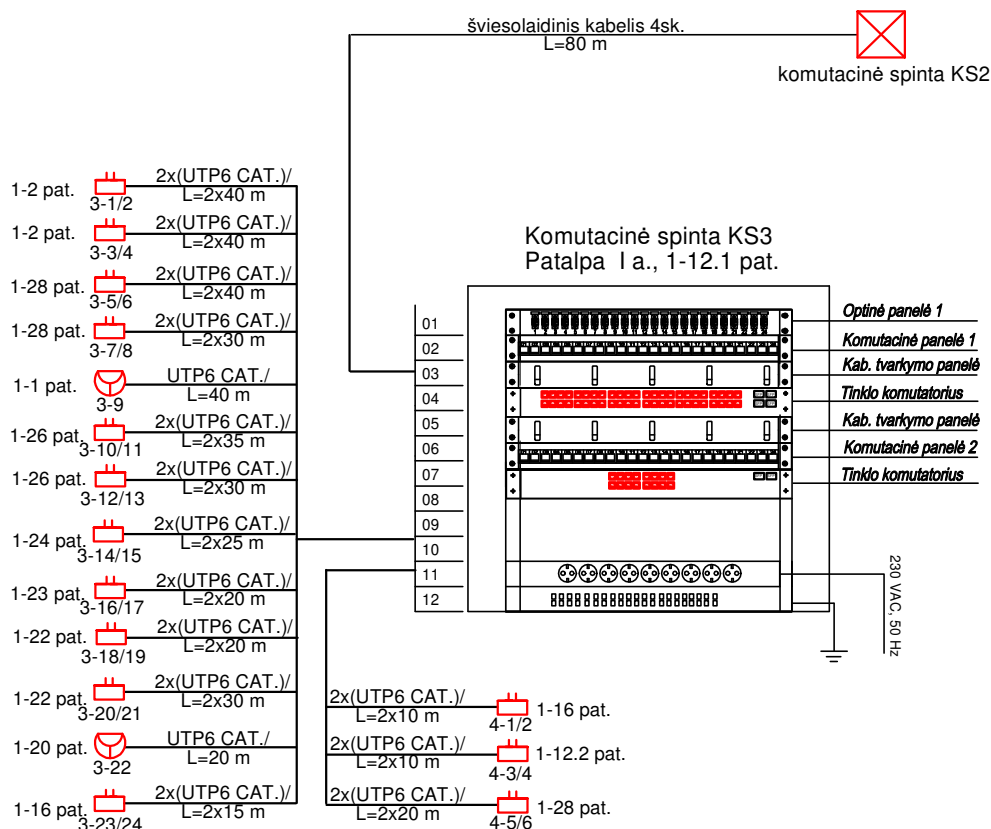 šviesolaidinis kabelis 4sk.
L=80 m
komutacinė spinta KS2
1-2 pat.
3-1/2
2x(UTP6 CAT.)/
L=2x40 m
1-2 pat.
3-3/4
2x(UTP6 CAT.)/
L=2x40 m
1-28 pat.
3-5/6
2x(UTP6 CAT.)/
L=2x40 m
1-28 pat.
3-7/8
2x(UTP6 CAT.)/
L=2x30 m
1-1 pat.
3-9
UTP6 CAT./
L=40 m
1-26 pat.
3-10/11
2x(UTP6 CAT.)/
L=2x35 m
1-26 pat.
3-12/13
2x(UTP6 CAT.)/
L=2x30 m
1-24 pat.
3-14/15
2x(UTP6 CAT.)/
L=2x25 m
1-23 pat.
3-16/17
2x(UTP6 CAT.)/
L=2x20 m
1-22 pat.
3-18/19
2x(UTP6 CAT.)/
L=2x20 m
1-22 pat.
3-20/21
2x(UTP6 CAT.)/
L=2x30 m
1-20 pat.
3-22
UTP6 CAT./
L=20 m
1-16 pat.
3-23/24
2x(UTP6 CAT.)/
L=2x15 m
Komutacinė spinta KS3
Patalpa I a., 1-12.1 pat.
01
02
03
04
05
06
07
08
09
10
11
12
Optinė panelė 1
Komutacinė panelė 1
Kab. tvarkymo panelė
Tinklo komutatorius
Kab. tvarkymo panelė
Komutacinė panelė 2
Tinklo komutatorius
230 VAC, 50 Hz
2x(UTP6 CAT.)/
L=2x10 m
4-1/2
1-16 pat.
2x(UTP6 CAT.)/
L=2x10 m
4-3/4
1-12.2 pat.
2x(UTP6 CAT.)/
L=2x20 m
4-5/6
1-28 pat.